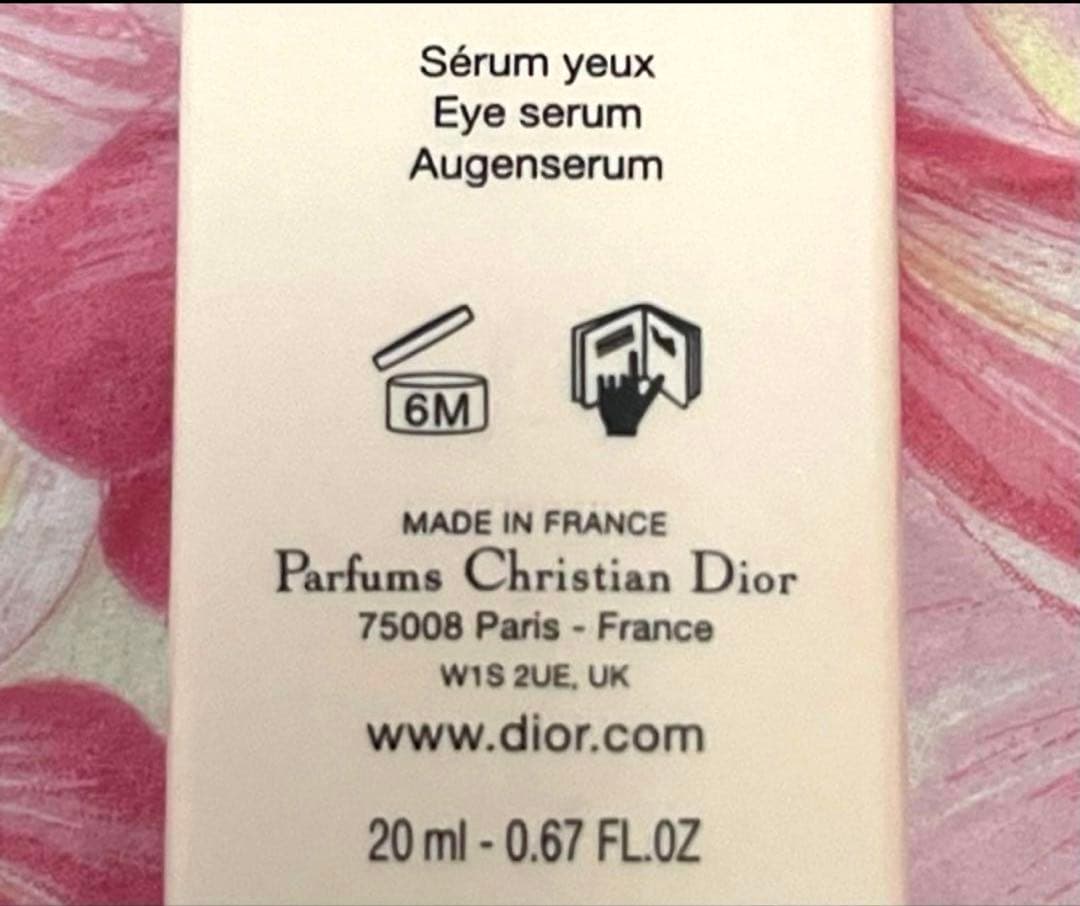 Sérum yeux
Eye serum
Augenserum
6M
MADE IN FRANCE
Parfums Christian Dior
75008 Paris - France
W1S 2UE, UK
www.dior.com
20 ml - 0.67 FL.OZ